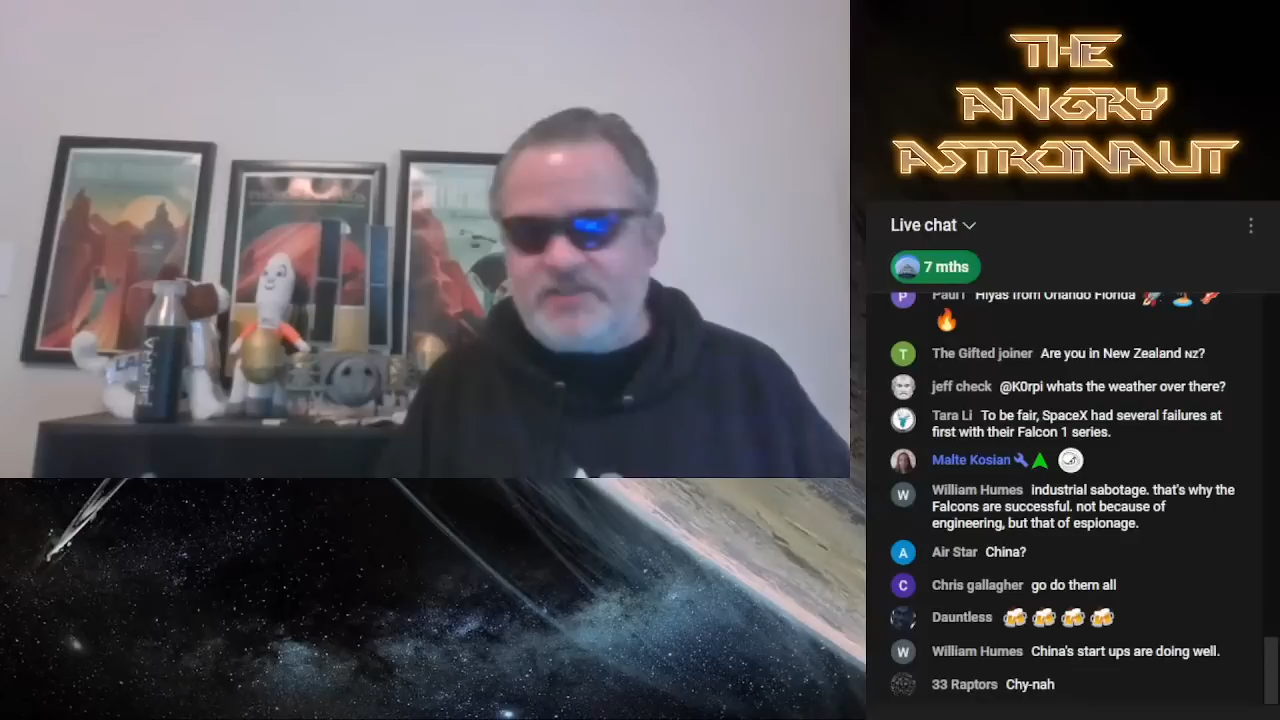 THE
ANGRY
ASTRONAUT
Live chat
7 mths
Paul1 Hiyas from Orlando Florida
The Gifted joiner Are you in New Zealand NZ?
jeff check @K0rpi whats the weather over there?
Tara Li To be fair, SpaceX had several failures at
first with their Falcon 1 series.
Malte Kosian
W William Humes industrial sabotage. that's why the
Falcons are successful. not because of
engineering, but that of espionage.
A Air Star China?
C Chris gallagher go do them all
Dauntless
W William Humes China's start ups are doing well.
33 Raptors Chy-nah